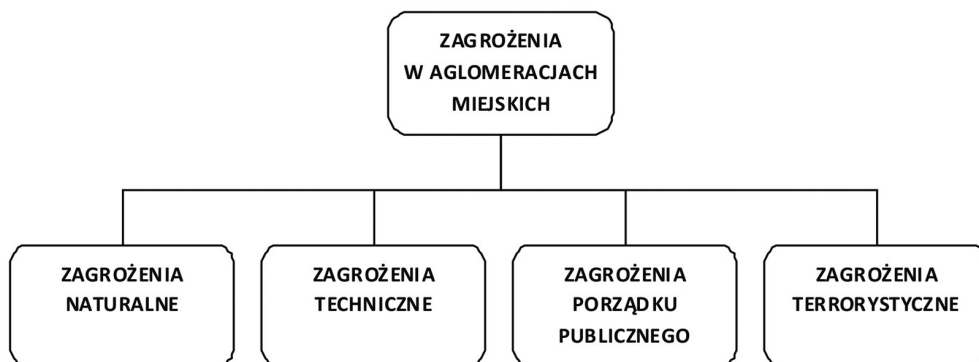 ZAGROŻENIA
W AGLOMERACJACH
MIEJSKICH
ZAGROŻENIA
NATURALNE
ZAGROŻENIA
TECHNICZNE
ZAGROŻENIA
PORZĄDKU
PUBLICZNEGO
ZAGROŻENIA
TERRORYSTYCZNE